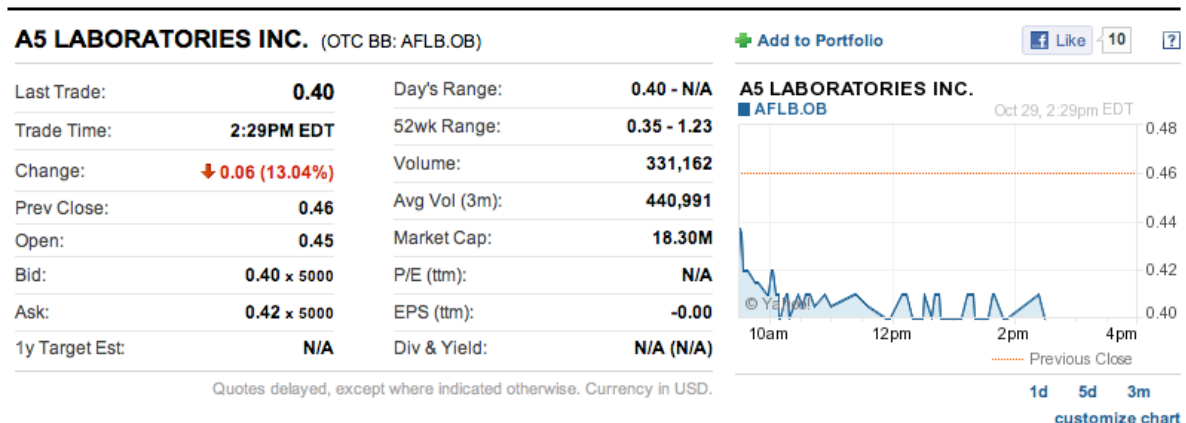 A5 LABORATORIES INC. (OTC BB: AFLB.OB)
Last Trade: 0.40
Trade Time: 2:29PM EDT
Change: 0.06 (13.04%)
Prev Close: 0.46
Open: 0.45
Bid: 0.40 x 5000
Ask: 0.42 x 5000
1y Target Est: N/A
Day's Range: 0.40 - N/A
52wk Range: 0.35 - 1.23
Volume: 331,162
Avg Vol (3m): 440,991
Market Cap: 18.30M
P/E (ttm): N/A
EPS (ttm): -0.00
Div & Yield: N/A (N/A)
Quotes delayed, except where indicated otherwise. Currency in USD.
Add to Portfolio
f Like 10 ?
A5 LABORATORIES INC.
AFLB.OB Oct 29, 2:29pm EDT
0.48
0.46
0.44
0.42
0.40
© Yahoo!
10am 12pm 2pm 4pm
Previous Close
1d 5d 3m
customize chart